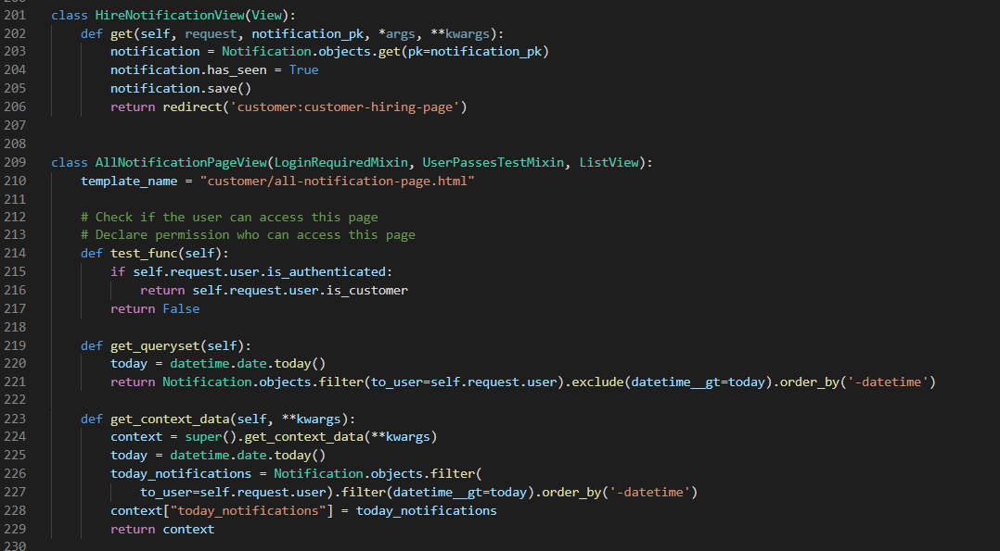 201 class HireNotificationView(View):
202     def get(self, request, notification_pk, *args, **kwargs):
203         notification = Notification.objects.get(pk=notification_pk)
204         notification.has_seen = True
205         notification.save()
206         return redirect('customer:customer-hiring-page')
207
208
209 class AllNotificationPageView(LoginRequiredMixin, UserPassesTestMixin, ListView):
210     template_name = "customer/all-notification-page.html"
211
212     # Check if the user can access this page
213     # Declare permission who can access this page
214     def test_func(self):
215         if self.request.user.is_authenticated:
216             return self.request.user.is_customer
217         return False
218
219     def get_queryset(self):
220         today = datetime.date.today()
221         return Notification.objects.filter(to_user=self.request.user).exclude(datetime__gt=today).order_by('-datetime')
222
223     def get_context_data(self, **kwargs):
224         context = super().get_context_data(**kwargs)
225         today = datetime.date.today()
226         today_notifications = Notification.objects.filter(
227             to_user=self.request.user).filter(datetime__gt=today).order_by('-datetime')
228         context["today_notifications"] = today_notifications
229         return context
230